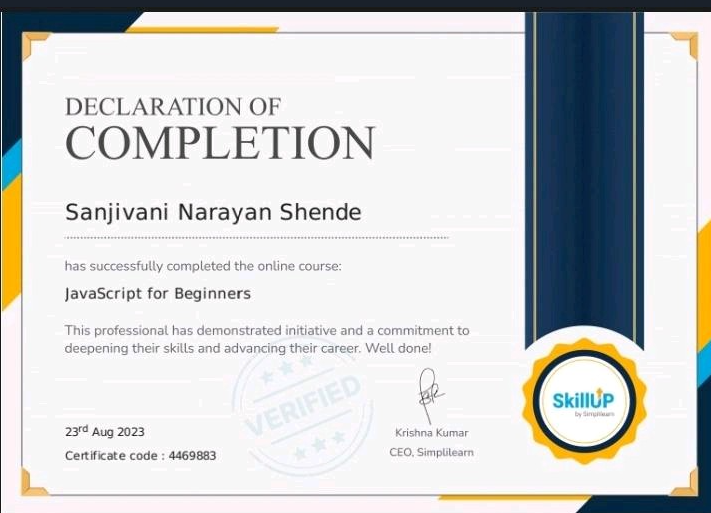 DECLARATION OF
COMPLETION
Sanjivani Narayan Shende
has successfully completed the online course:
JavaScript for Beginners
This professional has demonstrated initiative and a commitment to
deepening their skills and advancing their career. Well done!
VERIFIED
23rd Aug 2023
Certificate code : 4469883
Krishna Kumar
CEO, Simplilearn
SkillUP
by Simplilearn